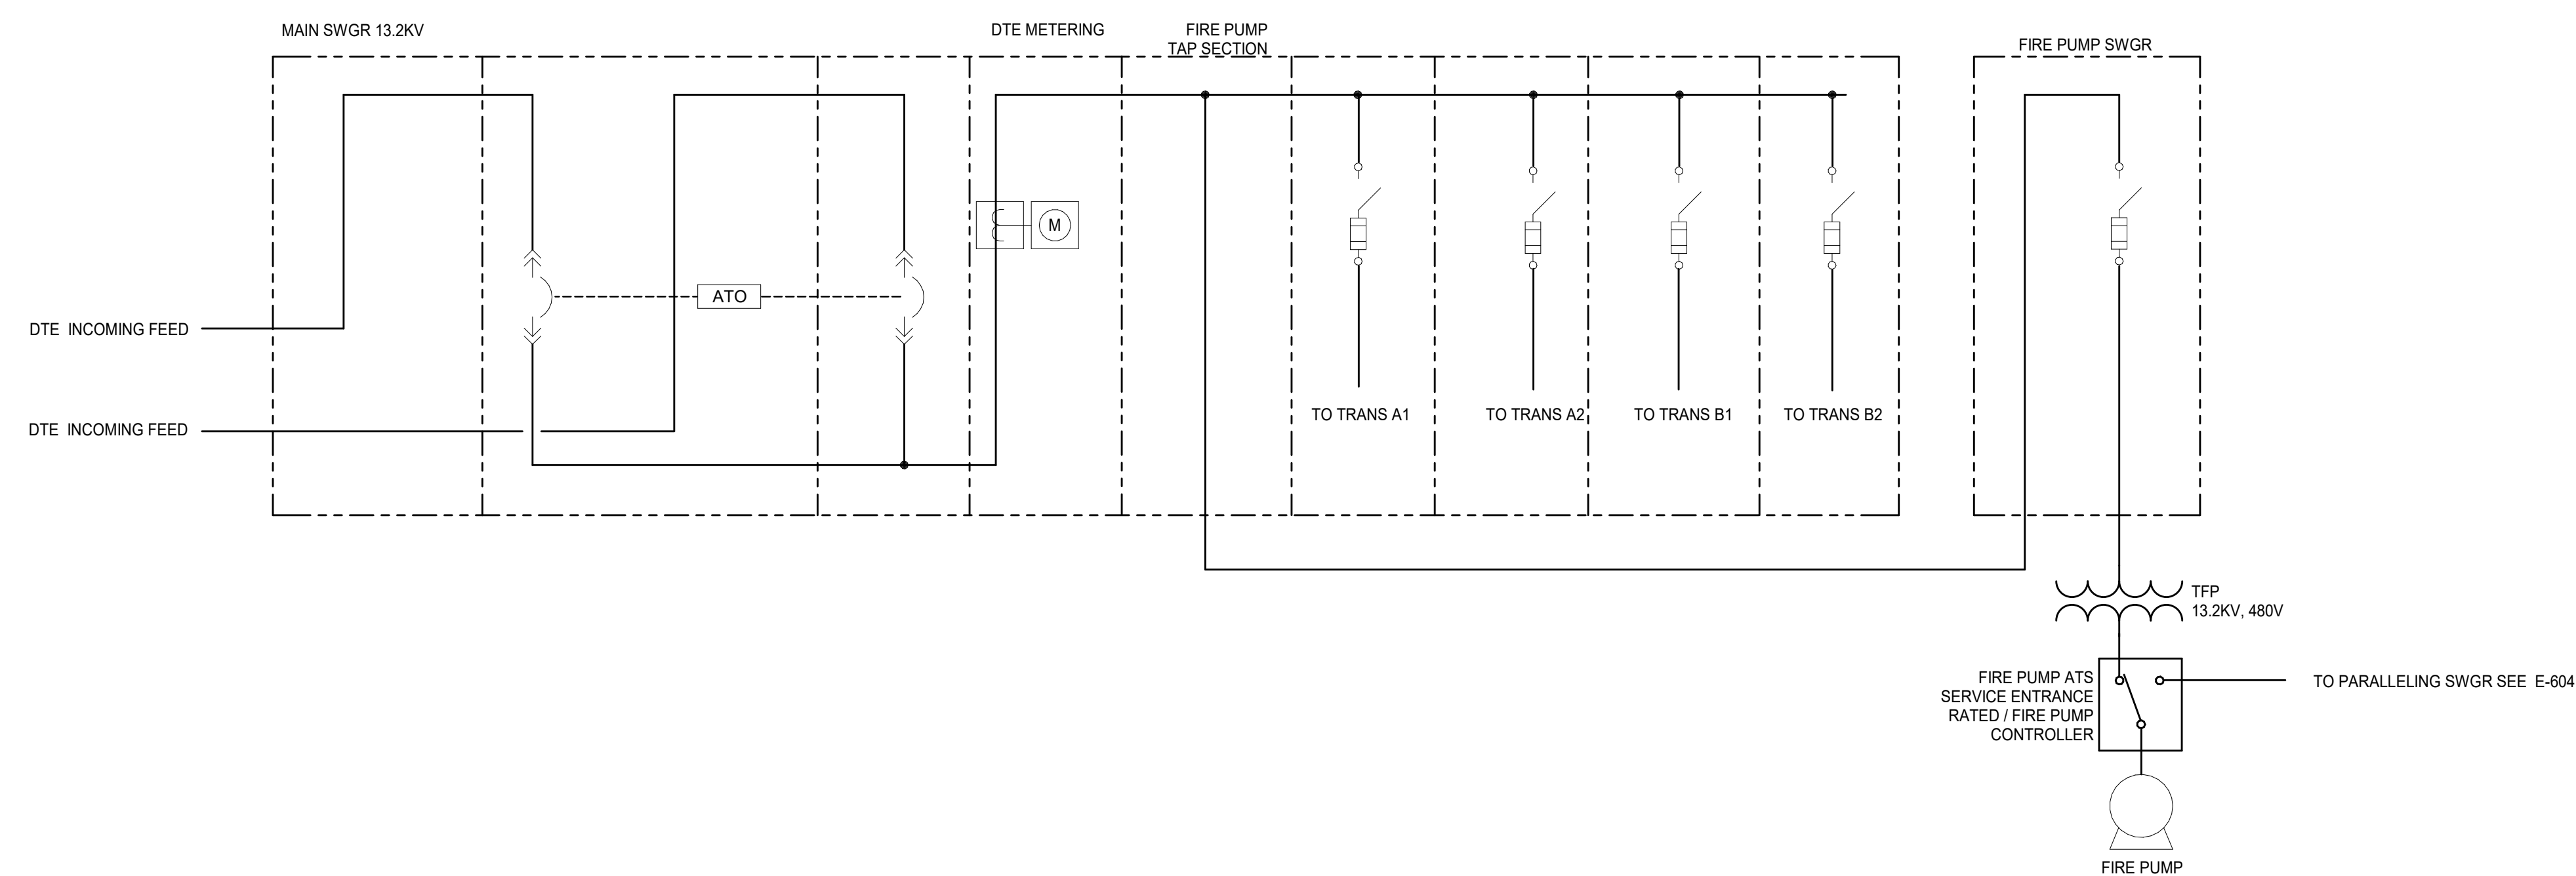 MAIN SWGR 13.2KV
DTE METERING
FIRE PUMP
TAP SECTION
FIRE PUMP SWGR
M
ATO
DTE  INCOMING FEED
DTE  INCOMING FEED
TO TRANS A1
TO TRANS A2
TO TRANS B1
TO TRANS B2
TFP
13.2KV, 480V
FIRE PUMP ATS
SERVICE ENTRANCE
RATED / FIRE PUMP
CONTROLLER
TO PARALLELING SWGR SEE  E-604
FIRE PUMP